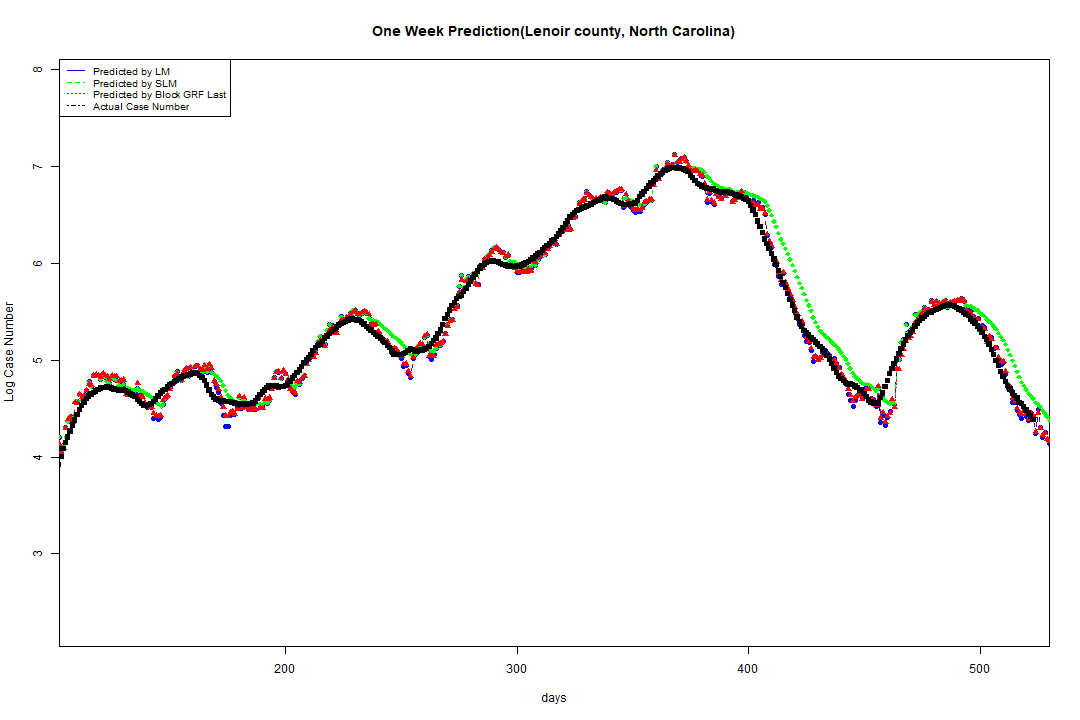 One Week Prediction(Lenoir county, North Carolina)
Predicted by LM
Predicted by SLM
Predicted by Block GRF Last
Actual Case Number
8
7
6
5
4
3
Log Case Number
200
300
400
500
days